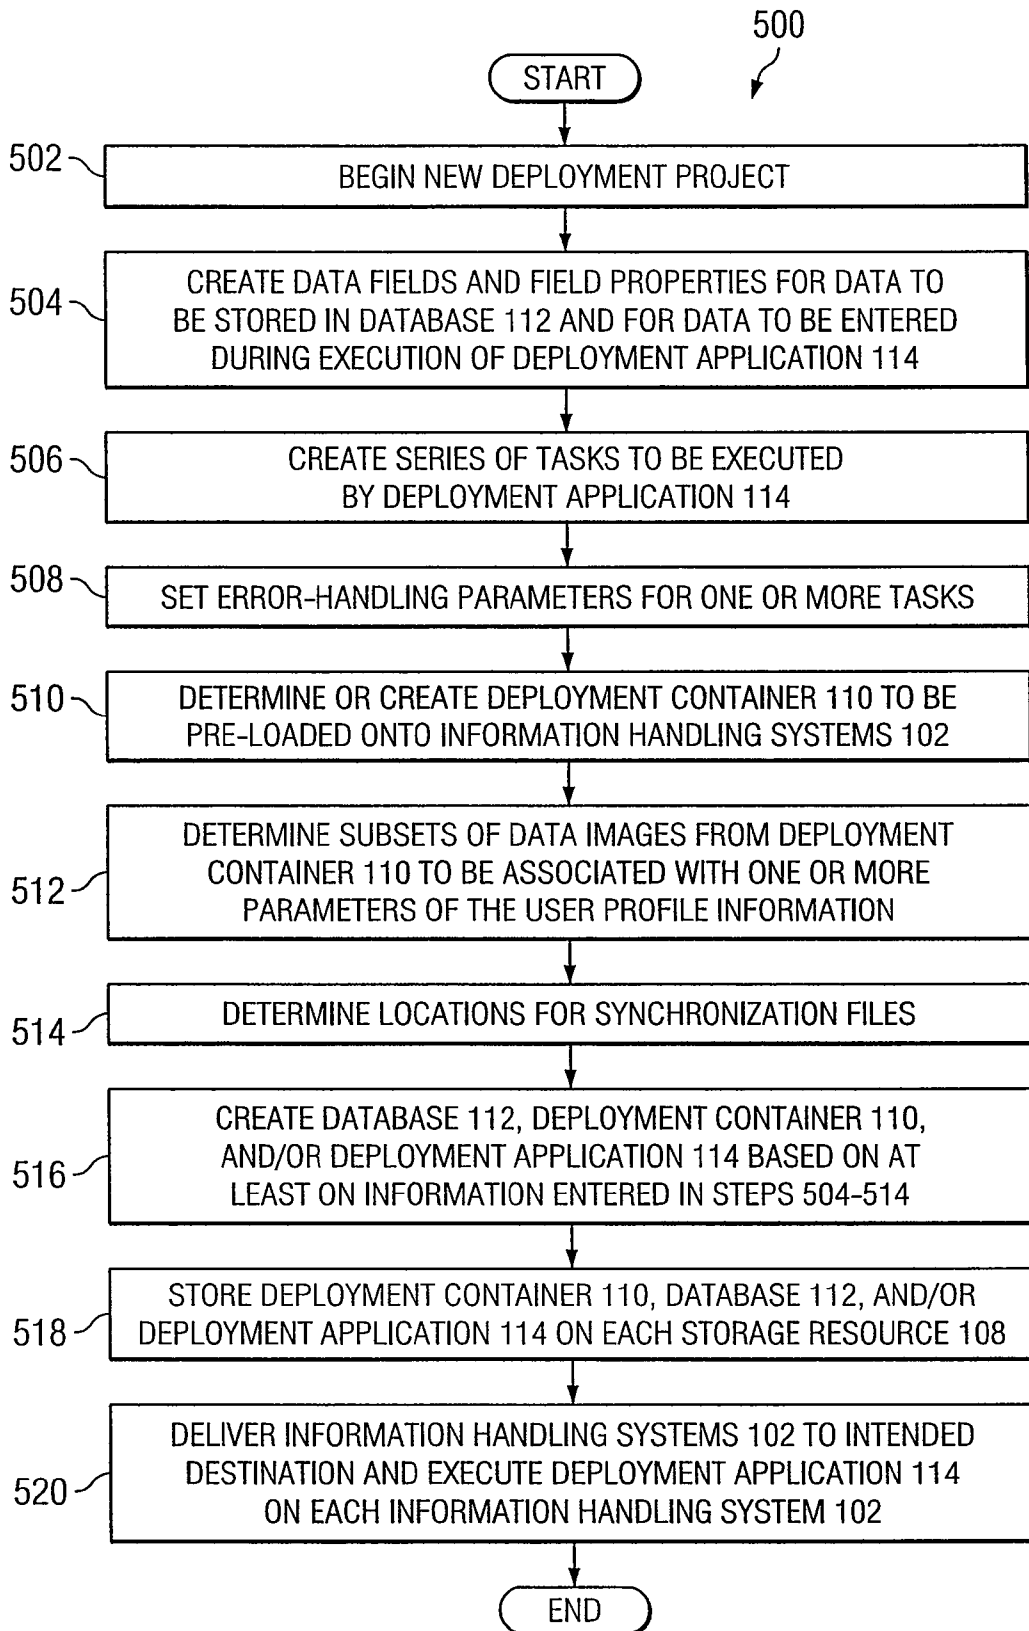 500
START
502
BEGIN NEW DEPLOYMENT PROJECT
504
CREATE DATA FIELDS AND FIELD PROPERTIES FOR DATA TO
BE STORED IN DATABASE 112 AND FOR DATA TO BE ENTERED
DURING EXECUTION OF DEPLOYMENT APPLICATION 114
506
CREATE SERIES OF TASKS TO BE EXECUTED
BY DEPLOYMENT APPLICATION 114
508
SET ERROR-HANDLING PARAMETERS FOR ONE OR MORE TASKS
510
DETERMINE OR CREATE DEPLOYMENT CONTAINER 110 TO BE
PRE-LOADED ONTO INFORMATION HANDLING SYSTEMS 102
512
DETERMINE SUBSETS OF DATA IMAGES FROM DEPLOYMENT
CONTAINER 110 TO BE ASSOCIATED WITH ONE OR MORE
PARAMETERS OF THE USER PROFILE INFORMATION
514
DETERMINE LOCATIONS FOR SYNCHRONIZATION FILES
516
CREATE DATABASE 112, DEPLOYMENT CONTAINER 110,
AND/OR DEPLOYMENT APPLICATION 114 BASED ON AT
LEAST ON INFORMATION ENTERED IN STEPS 504-514
518
STORE DEPLOYMENT CONTAINER 110, DATABASE 112, AND/OR
DEPLOYMENT APPLICATION 114 ON EACH STORAGE RESOURCE 108
520
DELIVER INFORMATION HANDLING SYSTEMS 102 TO INTENDED
DESTINATION AND EXECUTE DEPLOYMENT APPLICATION 114
ON EACH INFORMATION HANDLING SYSTEM 102
END